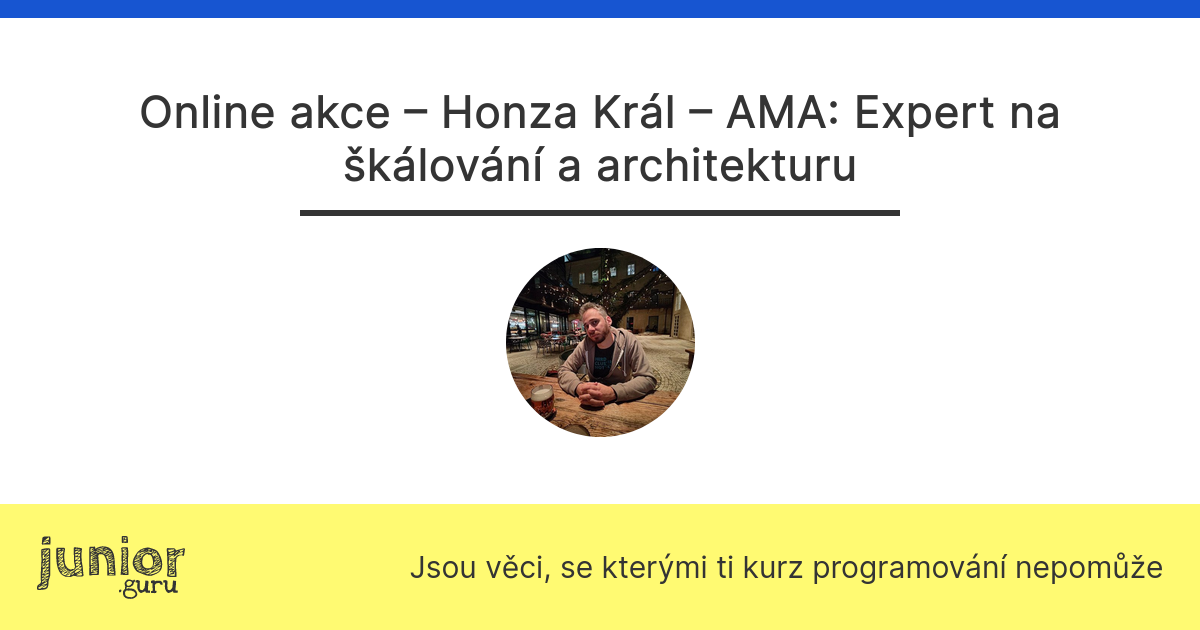 Online akce – Honza Král – AMA: Expert na
škálování a architekturu
junior
.guru
Jsou věci, se kterými ti kurz programování nepomůže